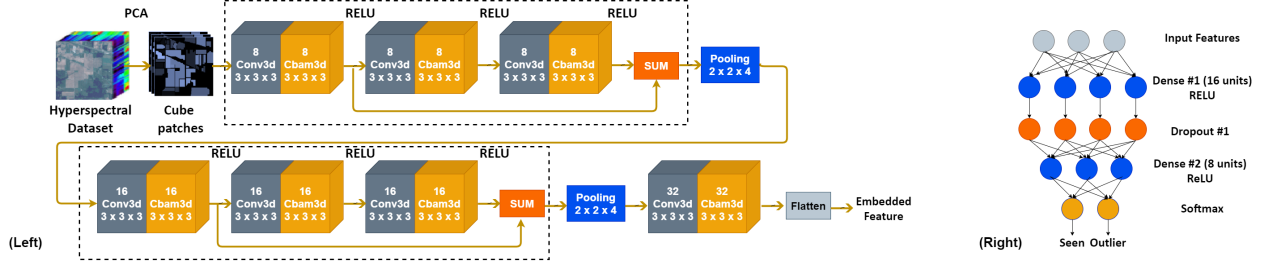 PCA
RELU
RELU
RELU
8
Conv3d
3 x 3 x 3
8
Cbam3d
3 x 3 x 3
8
Conv3d
3 x 3 x 3
8
Cbam3d
3 x 3 x 3
8
Conv3d
3 x 3 x 3
8
Cbam3d
3 x 3 x 3
SUM
Pooling
2 x 2 x 4
Hyperspectral
Dataset
Cube
patches
RELU
RELU
RELU
16
Conv3d
3 x 3 x 3
16
Cbam3d
3 x 3 x 3
16
Conv3d
3 x 3 x 3
16
Cbam3d
3 x 3 x 3
16
Conv3d
3 x 3 x 3
16
Cbam3d
3 x 3 x 3
SUM
Pooling
2 x 2 x 4
32
Conv3d
3 x 3 x 3
32
Cbam3d
3 x 3 x 3
Flatten
Embedded
Feature
(Left)
Input Features
Dense #1 (16 units)
RELU
Dropout #1
Dense #2 (8 units)
ReLU
Softmax
Seen Outlier
(Right)